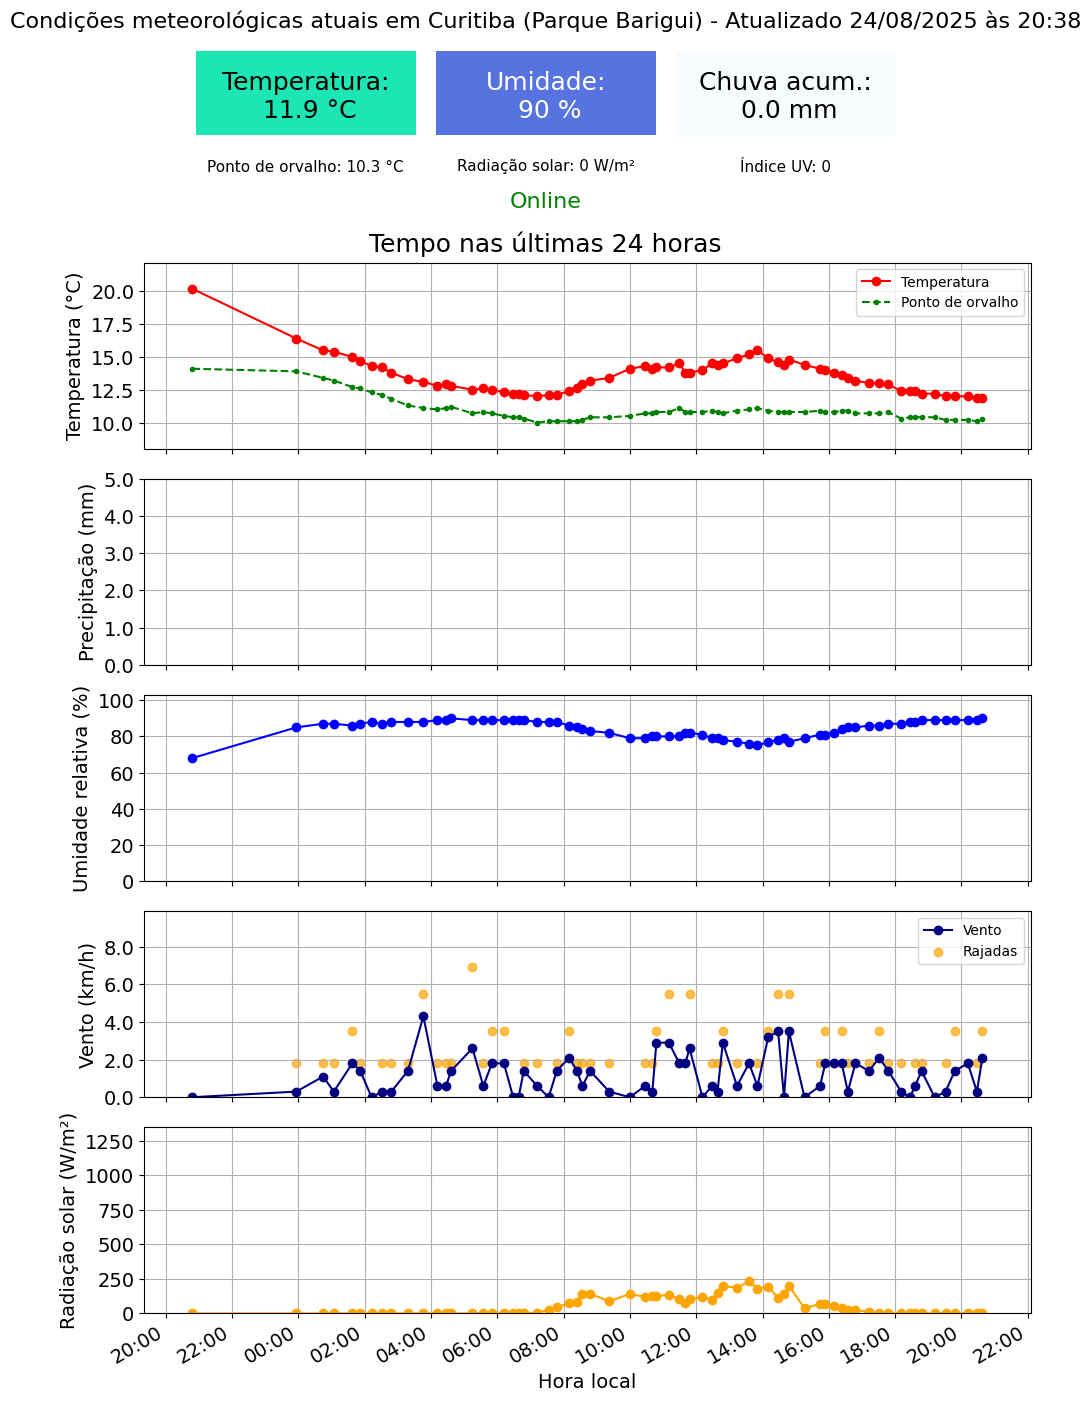 Condições meteorológicas atuais em Curitiba (Parque Barigui) - Atualizado 24/08/2025 às 20:38
Temperatura:
11.9 °C
Umidade:
90 %
Chuva acum.:
0.0 mm
Ponto de orvalho: 10.3 °C
Radiação solar: 0 W/m²
Índice UV: 0
Online
Tempo nas últimas 24 horas
Temperatura (°C)
20.0
17.5
15.0
12.5
10.0
Temperatura
Ponto de orvalho
Precipitação (mm)
5.0
4.0
3.0
2.0
1.0
0.0
Umidade relativa (%)
100
80
60
40
20
0
Vento (km/h)
8.0
6.0
4.0
2.0
0.0
Vento
Rajadas
Radiação solar (W/m²)
1250
1000
750
500
250
0
20:00
22:00
00:00
02:00
04:00
06:00
08:00
10:00
12:00
14:00
16:00
18:00
20:00
22:00
Hora local